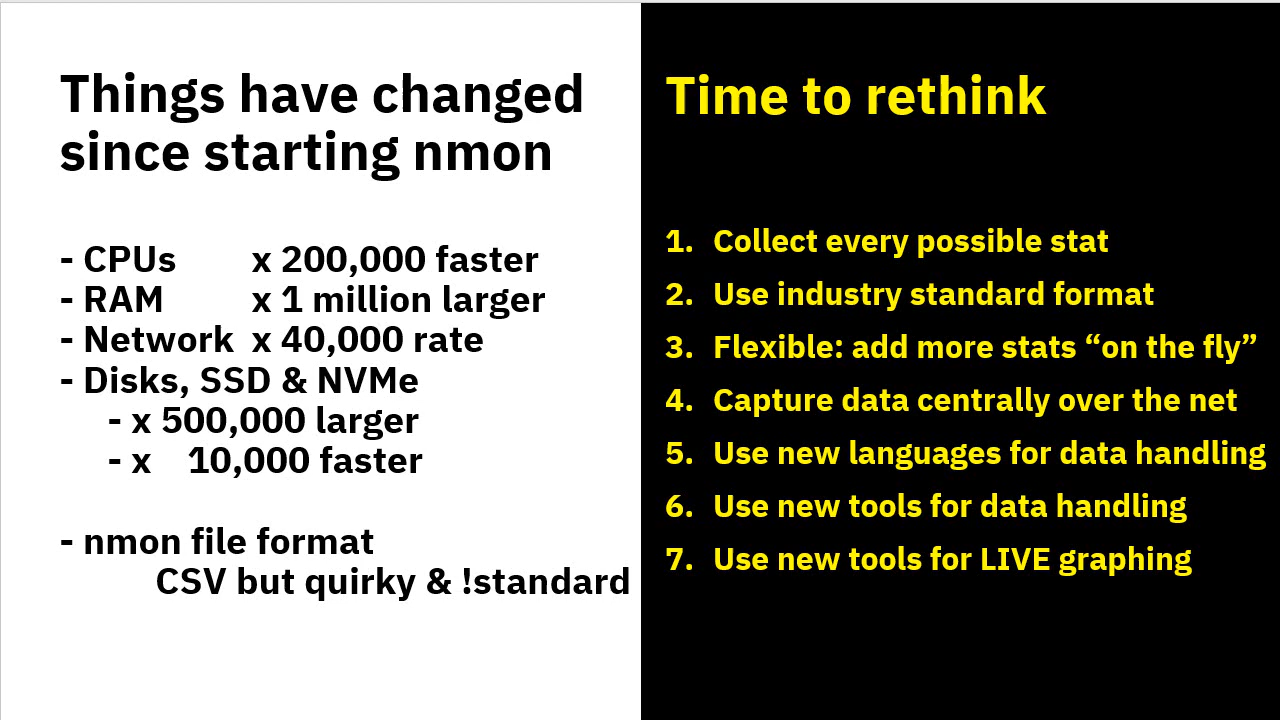 Things have changed
since starting nmon
- CPUs x 200,000 faster
- RAM x 1 million larger
- Network x 40,000 rate
- Disks, SSD & NVMe
- x 500,000 larger
- x 10,000 faster
- nmon file format
CSV but quirky & !standard
Time to rethink
1. Collect every possible stat
2. Use industry standard format
3. Flexible: add more stats “on the fly”
4. Capture data centrally over the net
5. Use new languages for data handling
6. Use new tools for data handling
7. Use new tools for LIVE graphing